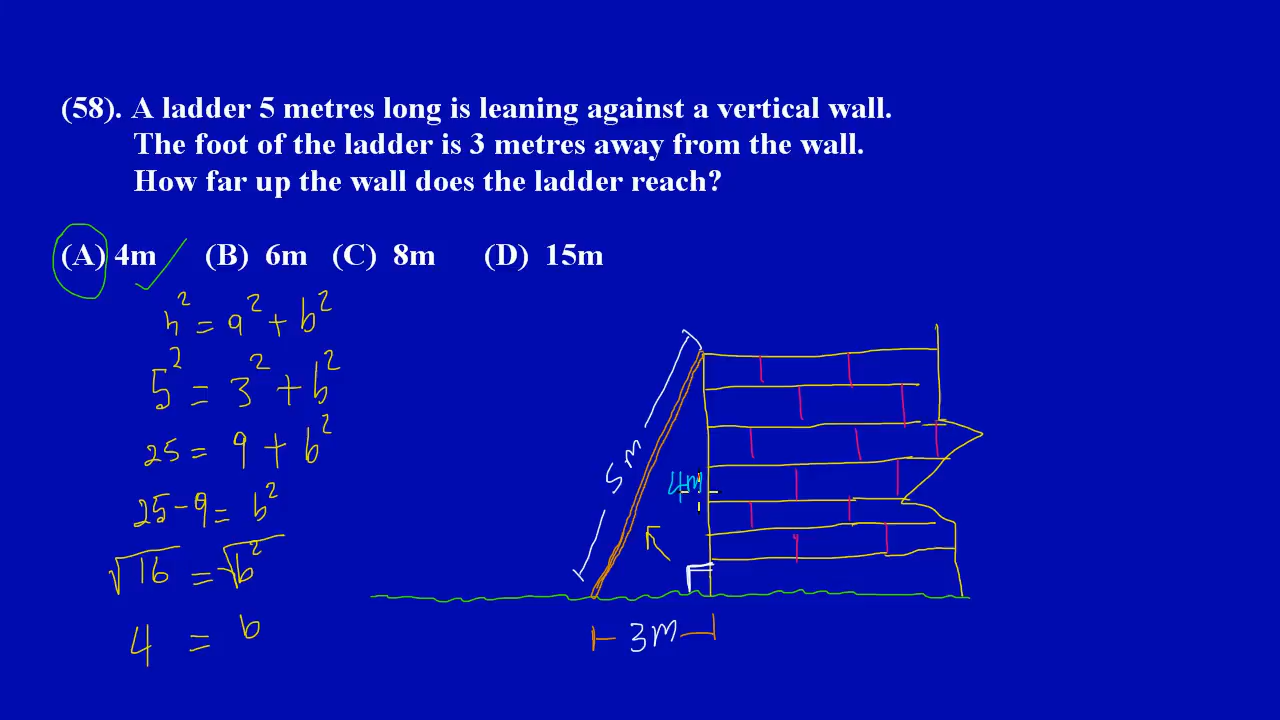 (58). A ladder 5 metres long is leaning against a vertical wall.
The foot of the ladder is 3 metres away from the wall.
How far up the wall does the ladder reach?
(A) 4m (B) 6m (C) 8m (D) 15m
h² = a² + b²
5² = 3² + b²
25 = 9 + b²
25 - 9 = b²
√16 = √b²
4 = b
5m
4m
3m